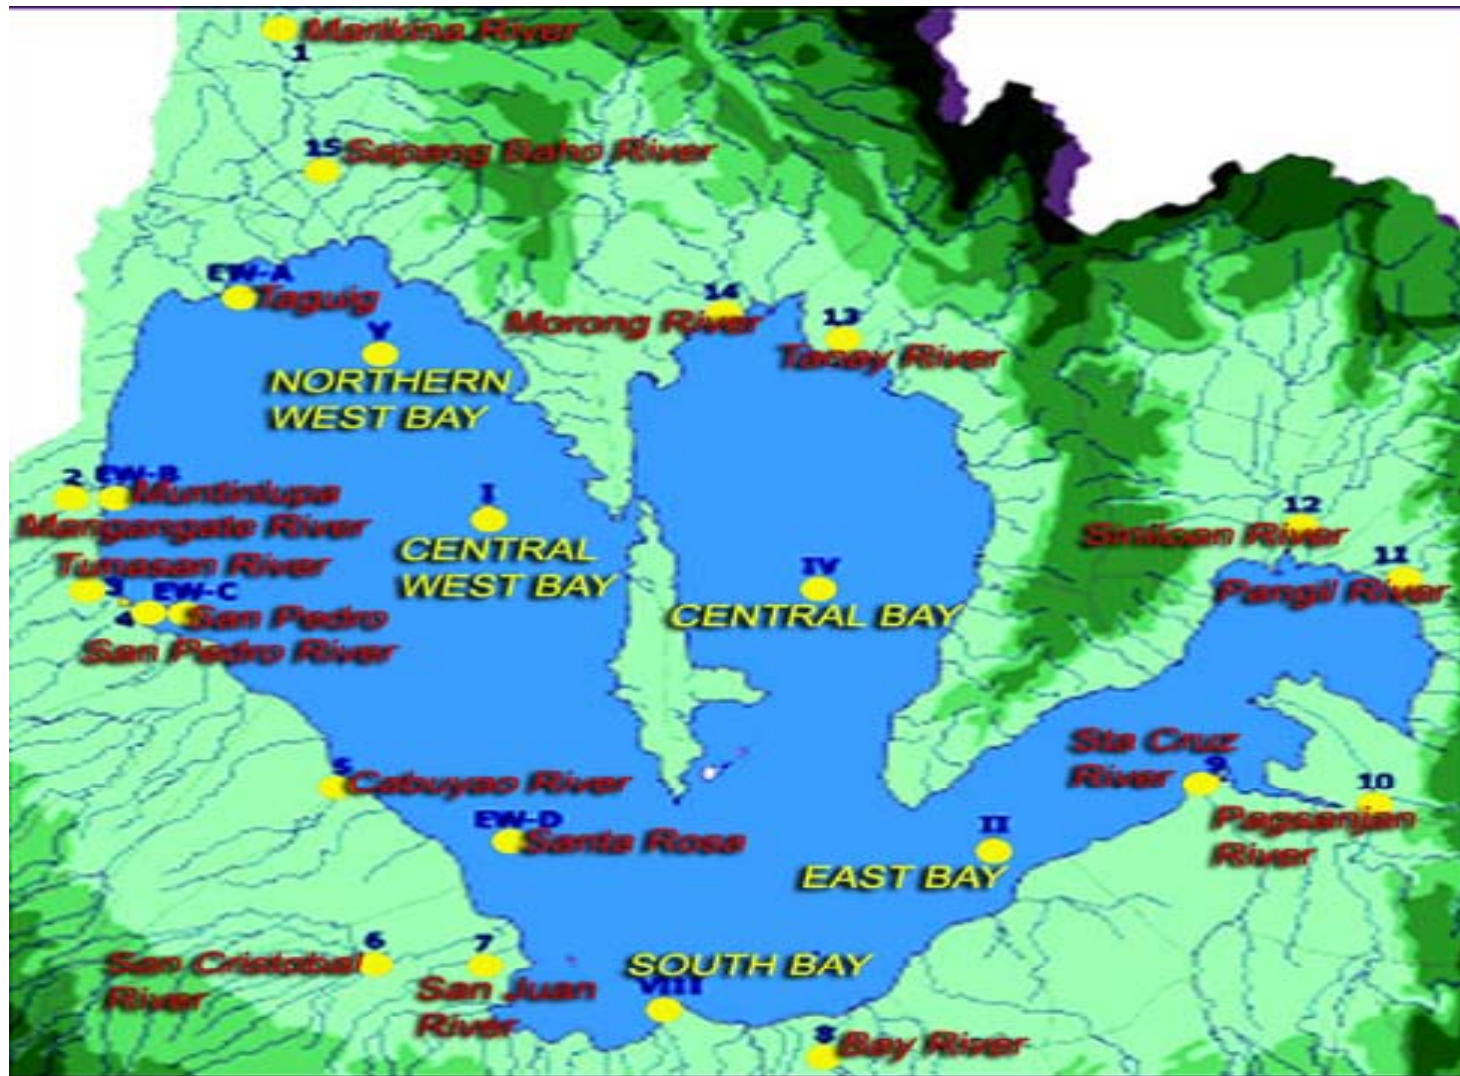 Marikina River
1
15
Sapang Baho River
EW-A
Taguig
V
NORTHERN
WEST BAY
14
Morong River
13
Tanay River
2
EW-B
Muntinlupa
Mangangate River
Tunasan River
3
EW-C
4
San Pedro
San Pedro River
I
CENTRAL
WEST BAY
IV
CENTRAL BAY
12
Siniloan River
11
Pangil River
5
Cabuyao River
EW-D
Santa Rosa
Sta Cruz
River
9
10
Pagsanjan
River
II
EAST BAY
6
San Cristobal
River
7
San Juan
River
SOUTH BAY
VIII
8
Bay River